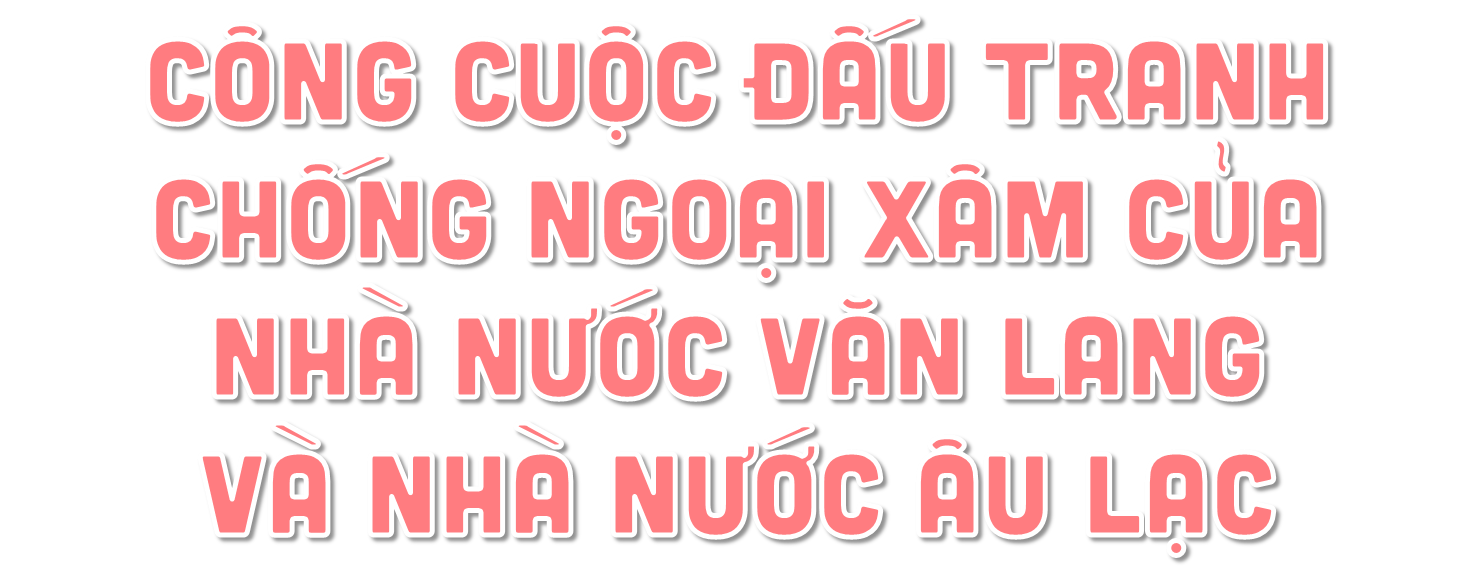 CÔNG CUỘC ĐẤU TRANH
CHỐNG NGOẠI XÂM CỦA
NHÀ NƯỚC VĂN LANG
VÀ NHÀ NƯỚC ÂU LẠC